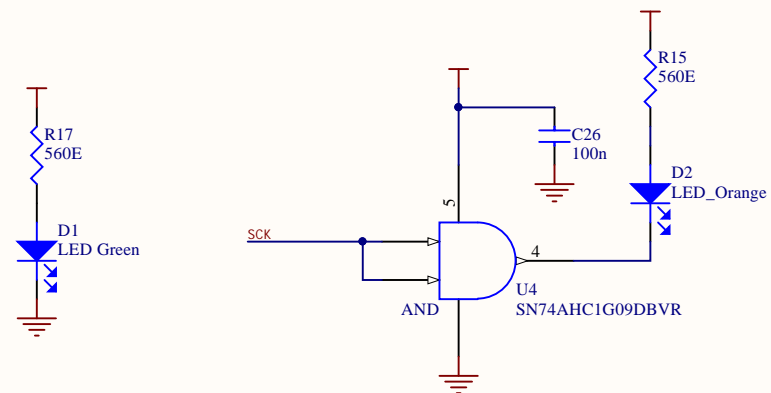 R15
560E
R17
560E
C26
100n
D2
LED_Orange
5
D1
LED Green
SCK
4
U4
AND
SN74AHC1G09DBVR